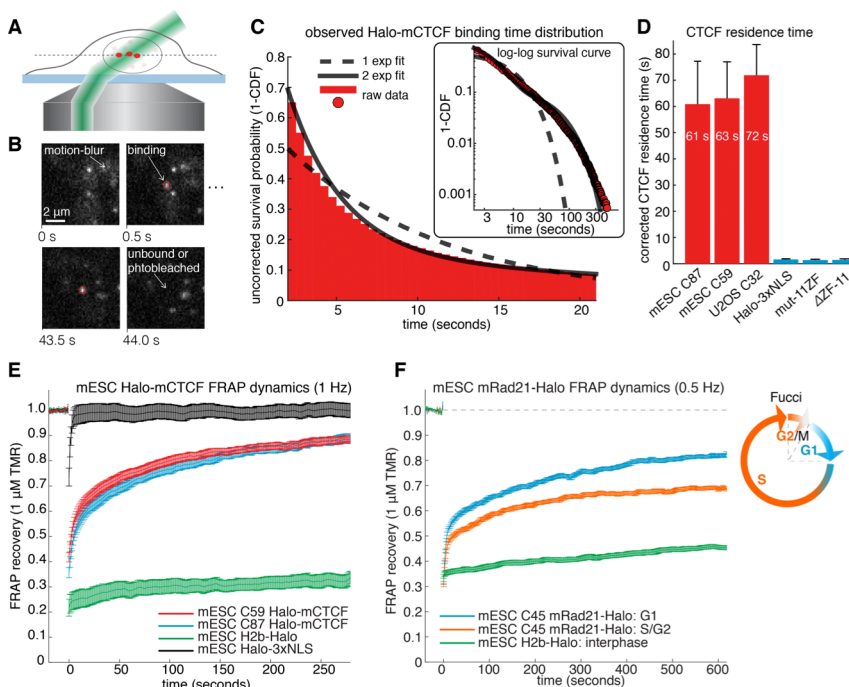 A
B
motion-blur
binding
2 μm
...
0 s
0.5 s
unbound or
phtobleached
43.5 s
44.0 s
C
observed Halo-mCTCF binding time distribution
uncorrected survival probability (1-CDF)
0.8
0.7
0.6
0.5
0.4
0.3
0.2
0.1
0
5
10
15
20
time (seconds)
1 exp fit
2 exp fit
raw data
log-log survival curve
1-CDF
0.1
0.01
0.001
3
10
30
100
300
time (seconds)
D
CTCF residence time
corrected CTCF residence time (s)
80
70
60
50
40
30
20
10
0
61 s
63 s
72 s
mESC C87
mESC C59
U2OS C32
Halo-3xNLS
mut-11ZF
ΔZF-11
E
mESC Halo-mCTCF FRAP dynamics (1 Hz)
FRAP recovery (1 μM TMR)
1.0
0.9
0.8
0.7
0.6
0.5
0.4
0.3
0.2
0.1
0
mESC C59 Halo-mCTCF
mESC C87 Halo-mCTCF
mESC H2b-Halo
mESC Halo-3xNLS
0
50
100
150
200
250
time (seconds)
F
mESC mRad21-Halo FRAP dynamics (0.5 Hz)
FRAP recovery (1 μM TMR)
1.0
0.9
0.8
0.7
0.6
0.5
0.4
0.3
0.2
0.1
0
mESC C45 mRad21-Halo: G1
mESC C45 mRad21-Halo: S/G2
mESC H2b-Halo: interphase
0
100
200
300
400
500
600
time (seconds)
Fucci
G2/M
G1
S